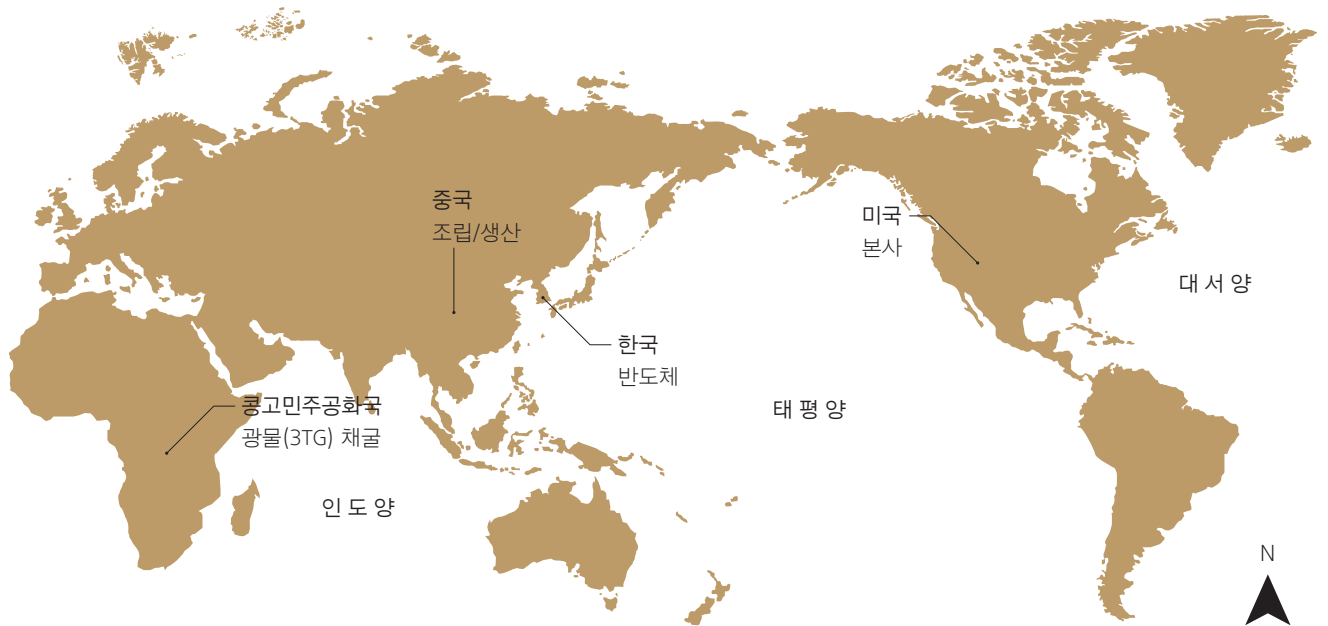 중국
조립/생산
미국
본사
대서양
한국
반도체
태평양
콩고민주공화국
광물(3TG) 채굴
인도양
N